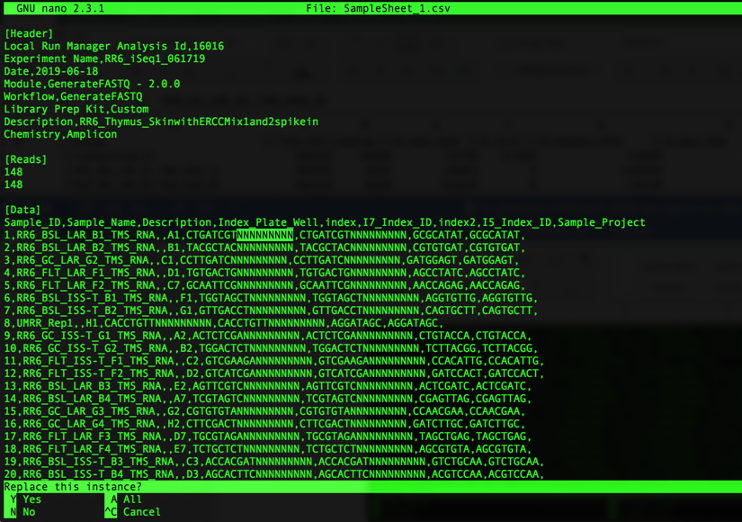 GNU nano 2.3.1 File: SampleSheet_1.csv
[Header]
Local Run Manager Analysis Id,16016
Experiment Name,RR6_iSeq1_061719
Date,2019-06-18
Module,GenerateFASTQ - 2.0.0
Workflow,GenerateFASTQ
Library Prep Kit,Custom
Description,RR6_Thymus_SkinwithERCCMix1and2spikein
Chemistry,Amplicon
[Reads]
148
148
[Data]
Sample_ID,Sample_Name,Description,Index_Plate_Well,index,I7_Index_ID,index2,I5_Index_ID,Sample_Project
1,RR6_BSL_LAR_B1_TMS_RNA,,A1,CTGATCGTNNNNNNNNN,CTGATCGTNNNNNNNNN,GCGCATAT,GCGCATAT,
2,RR6_BSL_LAR_B2_TMS_RNA,,B1,TACGCTACNNNNNNNNN,TACGCTACNNNNNNNNN,CGTGTGAT,CGTGTGAT,
3,RR6_GC_LAR_G2_TMS_RNA,,C1,CCTTGATCNNNNNNNNN,CCTTGATCNNNNNNNNN,GATGGAGT,GATGGAGT,
4,RR6_FLT_LAR_F1_TMS_RNA,,D1,TGTGACTGNNNNNNNNN,TGTGACTGNNNNNNNNN,AGCCTATC,AGCCTATC,
5,RR6_FLT_LAR_F2_TMS_RNA,,C7,GCAATTCGNNNNNNNNN,GCAATTCGNNNNNNNNN,AACCAGAG,AACCAGAG,
6,RR6_BSL_ISS-T_B1_TMS_RNA,,F1,TGGTAGCTNNNNNNNNN,TGGTAGCTNNNNNNNNN,AGGTGTTG,AGGTGTTG,
7,RR6_BSL_ISS-T_B2_TMS_RNA,,G1,GTTGACCTNNNNNNNNN,GTTGACCTNNNNNNNNN,CAGTGCTT,CAGTGCTT,
8,UMRR_Rep1,,H1,CACCTGTTNNNNNNNNN,CACCTGTTNNNNNNNNN,AGGATAGC,AGGATAGC,
9,RR6_GC_ISS-T_G1_TMS_RNA,,A2,ACTCTCGANNNNNNNNN,ACTCTCGANNNNNNNNN,CTGTACCA,CTGTACCA,
10,RR6_GC_ISS-T_G2_TMS_RNA,,B2,TGGACTCTNNNNNNNNN,TGGACTCTNNNNNNNNN,TCTTACGG,TCTTACGG,
11,RR6_FLT_ISS-T_F1_TMS_RNA,,C2,GTCGAAGANNNNNNNNN,GTCGAAGANNNNNNNNN,CCACATTG,CCACATTG,
12,RR6_FLT_ISS-T_F2_TMS_RNA,,D2,GTCATCGANNNNNNNNN,GTCATCGANNNNNNNNN,GATCCACT,GATCCACT,
13,RR6_BSL_LAR_B3_TMS_RNA,,E2,AGTTCGTCNNNNNNNNN,AGTTCGTCNNNNNNNNN,ACTCGATC,ACTCGATC,
14,RR6_BSL_LAR_B4_TMS_RNA,,A7,TCGTAGTCNNNNNNNNN,TCGTAGTCNNNNNNNNN,CGAGTTAG,CGAGTTAG,
15,RR6_GC_LAR_G3_TMS_RNA,,G2,CGTGTGTANNNNNNNNN,CGTGTGTANNNNNNNNN,CCAACGAA,CCAACGAA,
16,RR6_GC_LAR_G4_TMS_RNA,,H2,CTTCGACTNNNNNNNNN,CTTCGACTNNNNNNNNN,GATCTTGC,GATCTTGC,
17,RR6_FLT_LAR_F3_TMS_RNA,,D7,TGCGTAGANNNNNNNNN,TGCGTAGANNNNNNNNN,TAGCTGAG,TAGCTGAG,
18,RR6_FLT_LAR_F4_TMS_RNA,,E7,TCTGCTCTNNNNNNNNN,TCTGCTCTNNNNNNNNN,AGCGTGTA,AGCGTGTA,
19,RR6_BSL_ISS-T_B3_TMS_RNA,,C3,ACCACGATNNNNNNNNN,ACCACGATNNNNNNNNN,GTCTGCAA,GTCTGCAA,
20,RR6_BSL_ISS-T_B4_TMS_RNA,,D3,AGCACTTCNNNNNNNNN,AGCACTTCNNNNNNNNN,ACGTCCAA,ACGTCCAA,
Replace this instance?
Y Yes A All
N No ^C Cancel